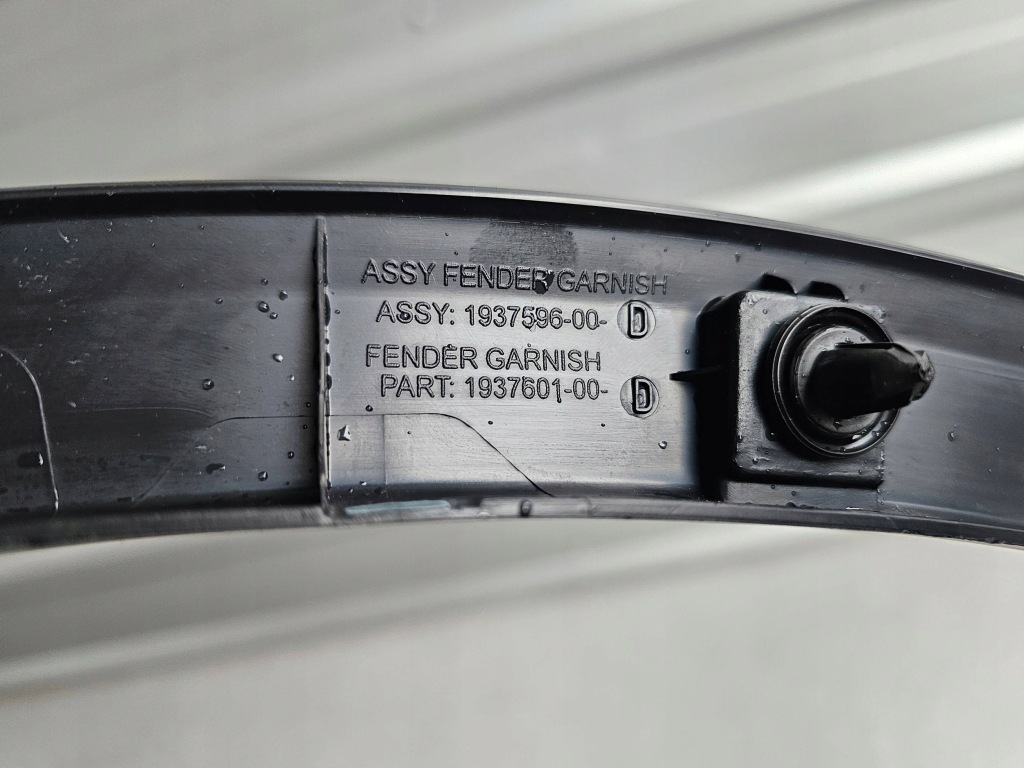 ASSY FENDER GARNISH
ASSY: 1937596-00-D
FENDER GARNISH
PART: 1937601-00-D